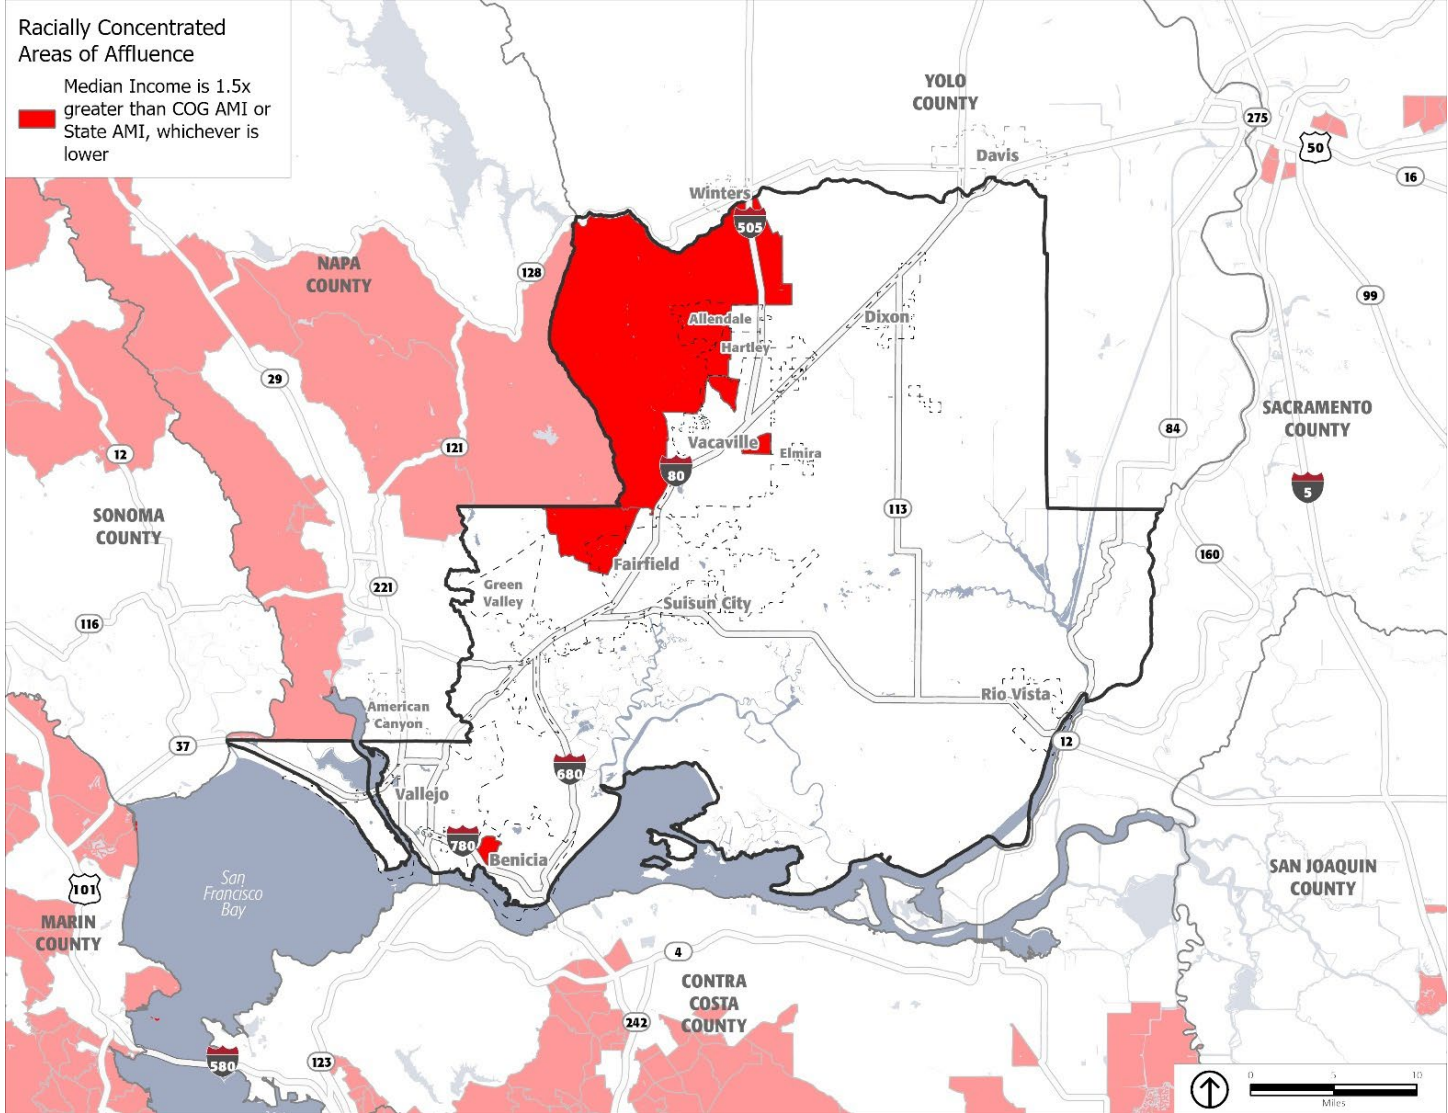 Racially Concentrated
Areas of Affluence
Median Income is 1.5x
greater than COG AMI or
State AMI, whichever is
lower
YOLO
COUNTY
275
50
Davis
16
Winters
505
NAPA
COUNTY
128
99
Allendale
Dixon
Hartley
29
SACRAMENTO
COUNTY
84
12
121
Vacaville
Elmira
80
5
SONOMA
COUNTY
113
160
Fairfield
Green
Valley
221
Suisun City
116
Rio Vista
American
Canyon
37
12
680
Vallejo
780
Benicia
San
Francisco
Bay
101
SAN JOAQUIN
COUNTY
MARIN
COUNTY
4
CONTRA
COSTA
COUNTY
242
580
123
0 5 10
Miles